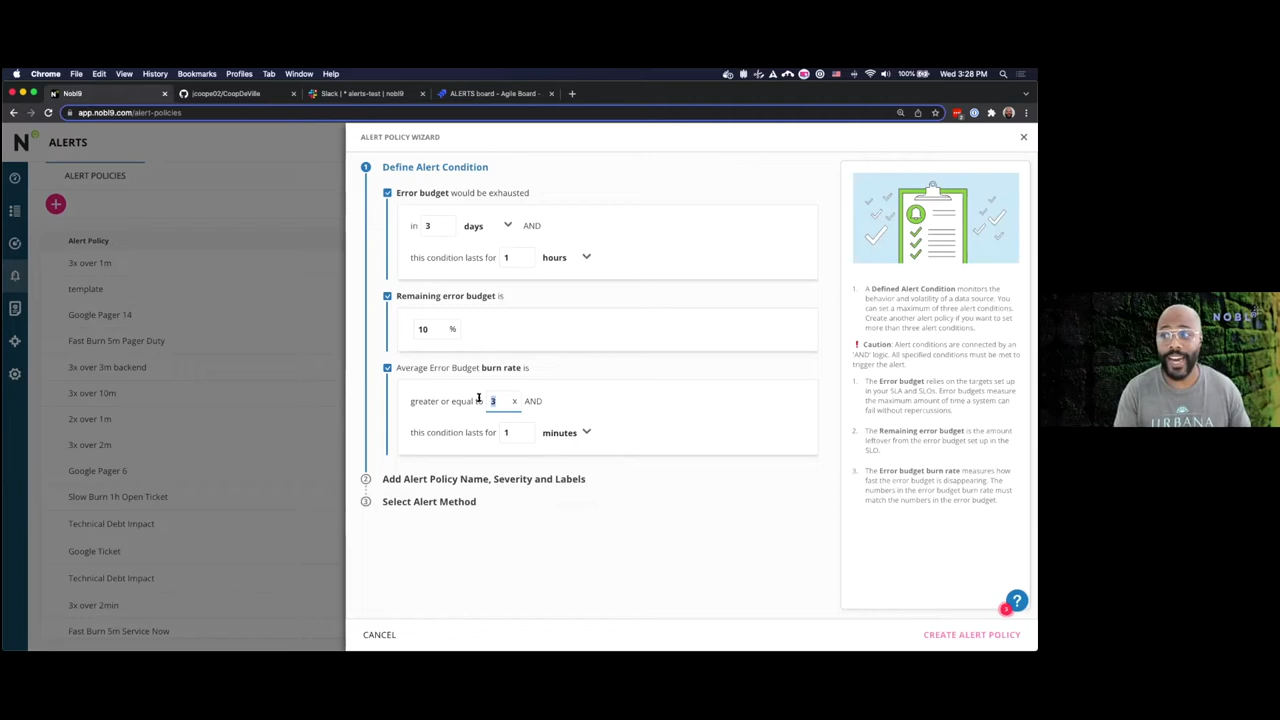 Chrome File Edit View History Bookmarks Profiles Tab Window Help
100% Wed 3:28 PM
Nobl9
jcoope02/CoopDeVille
Slack | * alerts-test | nobl9
ALERTS board - Agile Board -
app.nobl9.com/alert-policies
N
ALERTS
ALERT POLICIES
Alert Policy
3x over 1m
template
Google Pager 14
Fast Burn 5m Pager Duty
3x over 3m backend
3x over 10m
2x over 1m
3x over 2m
Google Pager 6
Slow Burn 1h Open Ticket
Technical Debt Impact
Google Ticket
Technical Debt Impact
3x over 2min
Fast Burn 5m Service Now
ALERT POLICY WIZARD
1 Define Alert Condition
Error budget would be exhausted
in 3 days AND
this condition lasts for 1 hours
Remaining error budget is
10 %
Average Error Budget burn rate is
greater or equal to 3 x AND
this condition lasts for 1 minutes
2 Add Alert Policy Name, Severity and Labels
3 Select Alert Method
CANCEL
CREATE ALERT POLICY
1. A Defined Alert Condition monitors the
behavior and volatility of a data source. You
can set a maximum of three alert conditions.
Create another alert policy if you want to set
more than three alert conditions.
! Caution: Alert conditions are connected by an
'AND' logic. All specified conditions must be met to
trigger the alert.
1. The Error budget relies on the targets set up
in your SLA and SLOs. Error budgets measure
the maximum amount of time a system can
fail without repercussions.
2. The Remaining error budget is the amount
leftover from the error budget set up in the
SLO.
3. The Error budget burn rate measures how
fast the error budget is disappearing. The
numbers in the error budget burn rate must
match the numbers in the error budget.
?
3
NOBL
URBANA